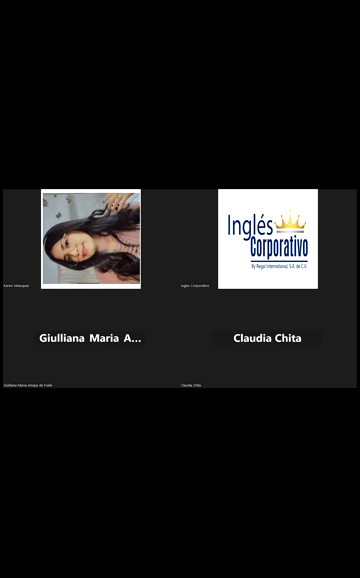 Inglés
Corporativo
By Regal International, S.A. de C.V
Karen Velazquez
Inglés Corporativo
Giulliana Maria A...
Claudia Chita
Giulliana Maria Amaya de Fraile
Claudia Chita